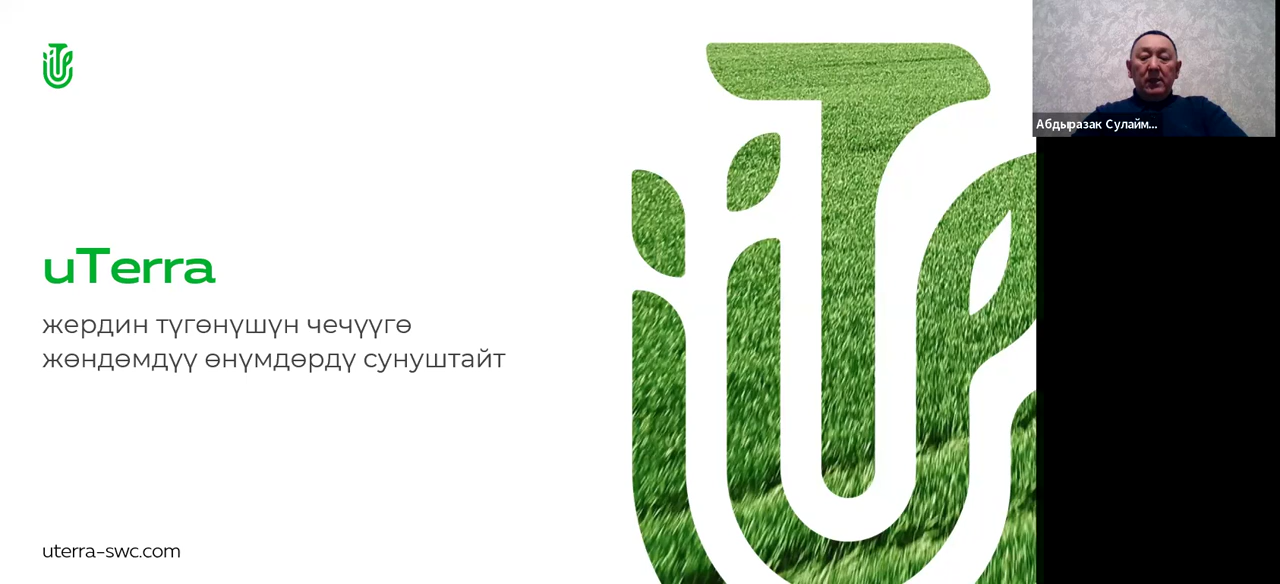 uTerra
жердин түгөнүшүн чечүүгө
жөндөмдүү өнүмдөрдү сунуштайт
uterra-swc.com
Абдыразак Сулайм...